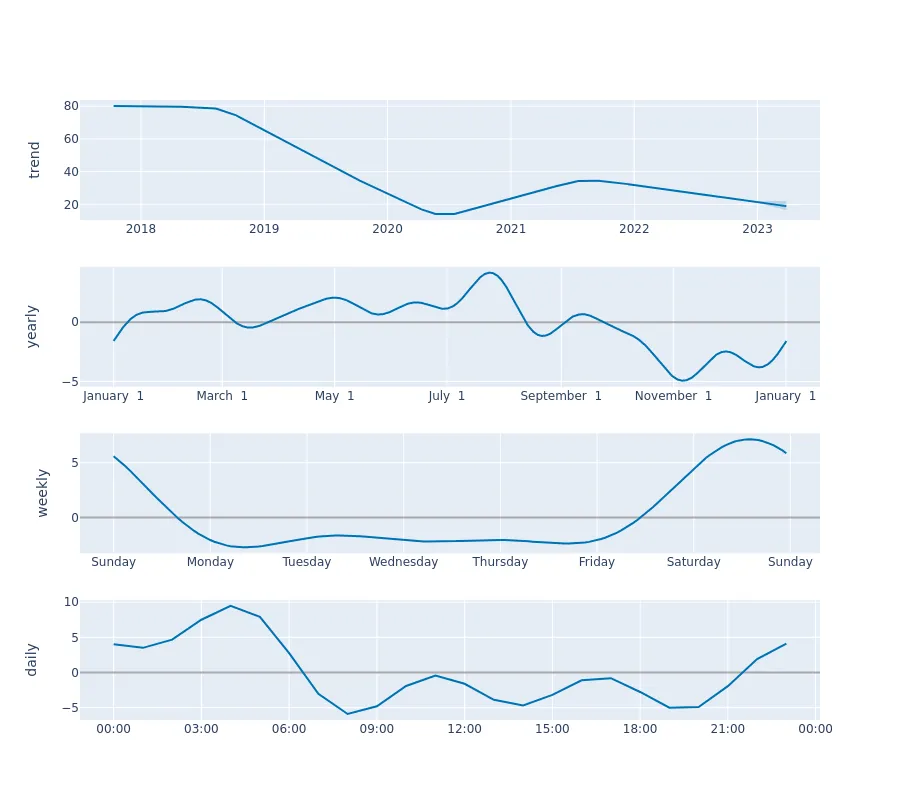 trend
80
60
40
20
2018 2019 2020 2021 2022 2023
yearly
0
−5
January 1 March 1 May 1 July 1 September 1 November 1 January 1
weekly
5
0
Sunday Monday Tuesday Wednesday Thursday Friday Saturday Sunday
daily
10
5
0
−5
00:00 03:00 06:00 09:00 12:00 15:00 18:00 21:00 00:00